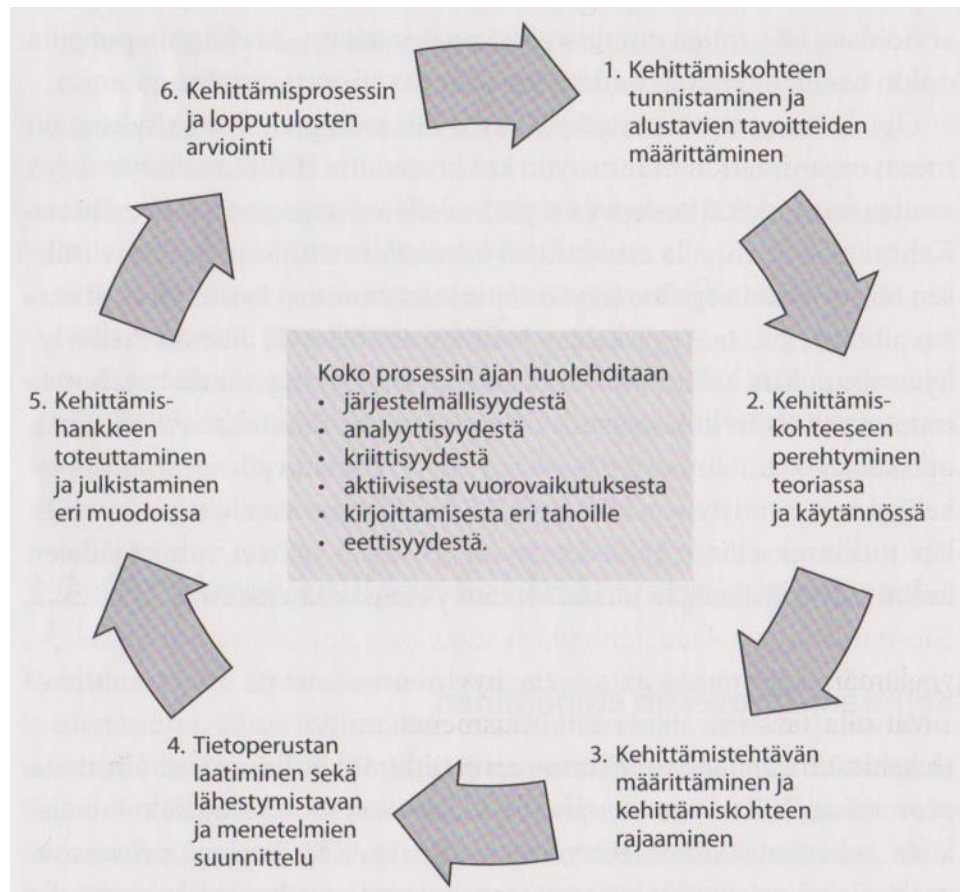 1. Kehittämiskohteen
tunnistaminen ja
alustavien tavoitteiden
määrittäminen
2. Kehittämis-
kohteeseen
perehtyminen
teoriassa
ja käytännössä
3. Kehittämistehtävän
määrittäminen ja
kehittämiskohteen
rajaaminen
4. Tietoperustan
laatiminen sekä
lähestymistavan
ja menetelmien
suunnittelu
5. Kehittämis-
hankkeen
toteuttaminen
ja julkistaminen
eri muodoissa
6. Kehittämisprosessin
ja lopputulosten
arviointi
Koko prosessin ajan huolehditaan
• järjestelmällisyydestä
• analyyttisyydestä
• kriittisyydestä
• aktiivisesta vuorovaikutuksesta
• kirjoittamisesta eri tahoille
• eettisyydestä.